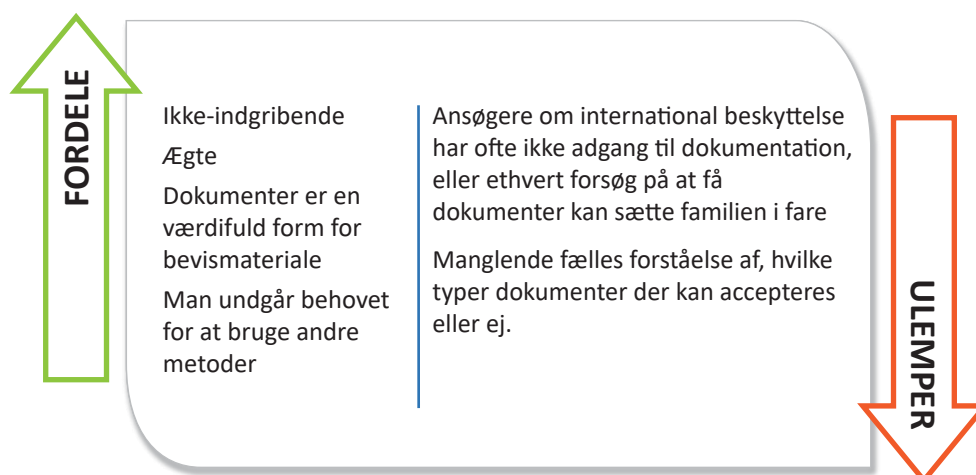 FORDELE
Ikke-indgribende
Ægte
Dokumenter er en
værdifuld form for
bevismateriale
Man undgår behovet
for at bruge andre
metoder
Ansøgere om international beskyttelse
har ofte ikke adgang til dokumentation,
eller ethvert forsøg på at få
dokumenter kan sætte familien i fare
Manglende fælles forståelse af, hvilke
typer dokumenter der kan accepteres
eller ej.
ULEMPER